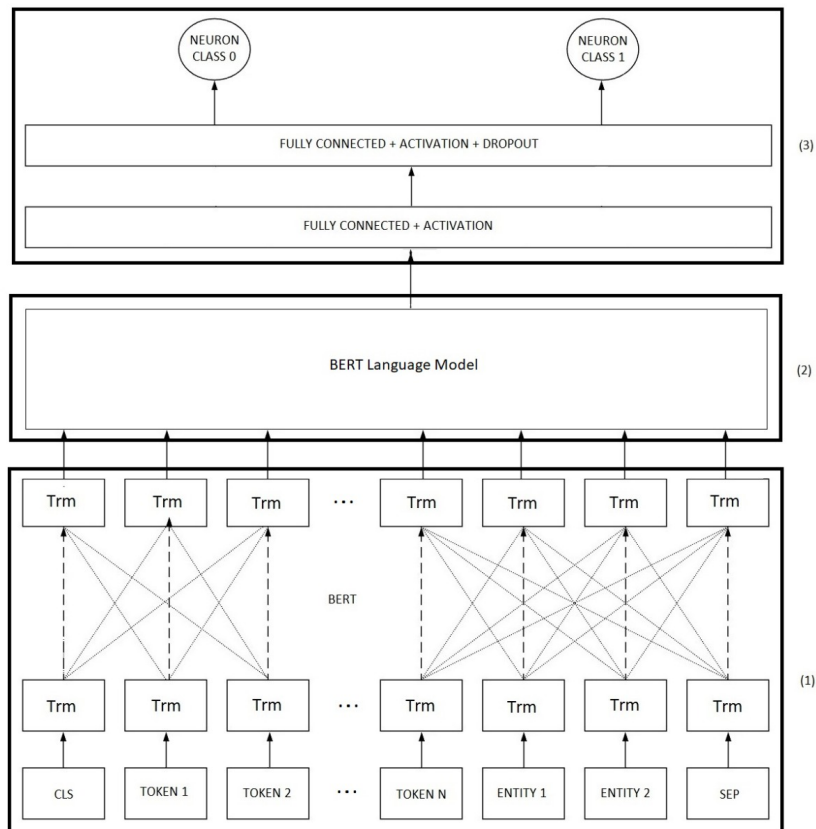 NEURON
CLASS 0
NEURON
CLASS 1
FULLY CONNECTED + ACTIVATION + DROPOUT
(3)
FULLY CONNECTED + ACTIVATION
BERT Language Model
(2)
Trm Trm Trm ... Trm Trm Trm Trm
BERT
(1)
Trm Trm Trm ... Trm Trm Trm Trm
CLS TOKEN 1 TOKEN 2 ... TOKEN N ENTITY 1 ENTITY 2 SEP